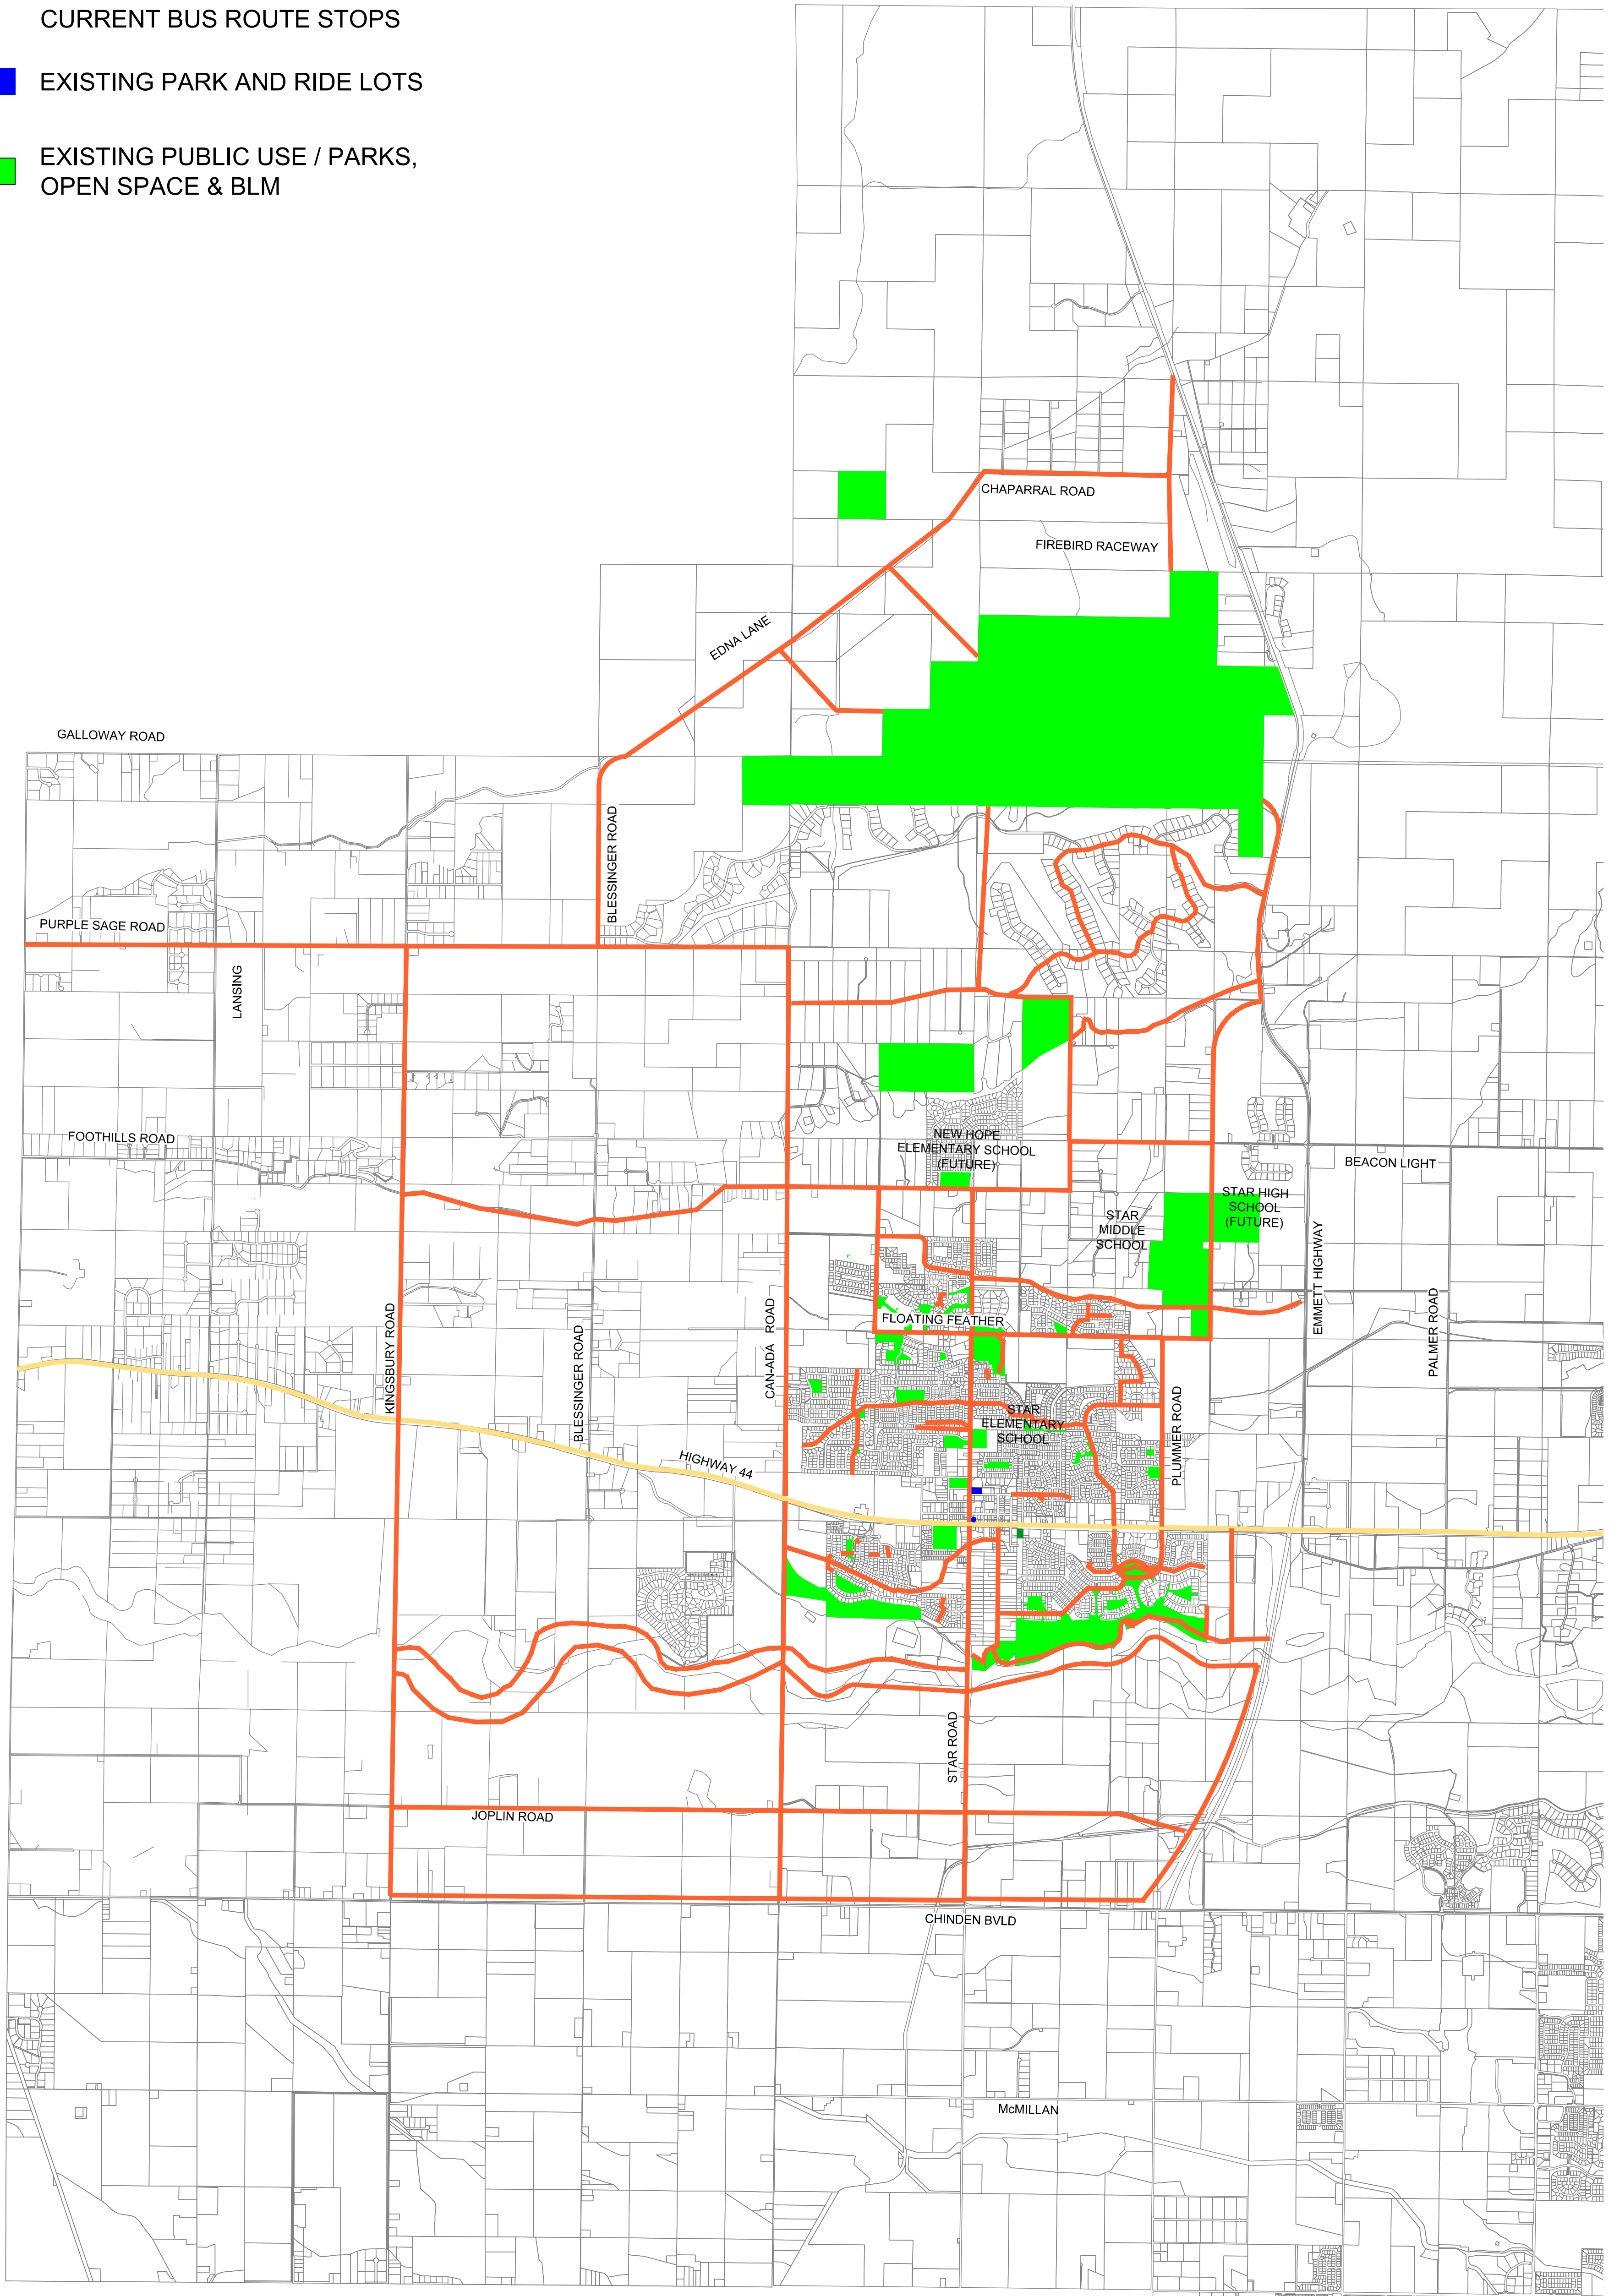 CURRENT BUS ROUTE STOPS
EXISTING PARK AND RIDE LOTS
EXISTING PUBLIC USE / PARKS,
OPEN SPACE & BLM
CHAPARRAL ROAD
FIREBIRD RACEWAY
EDNA LANE
GALLOWAY ROAD
BLESSINGER ROAD
PURPLE SAGE ROAD
LANSING
FOOTHILLS ROAD
NEW HOPE
ELEMENTARY SCHOOL
(FUTURE)
BEACON LIGHT
STAR HIGH
SCHOOL
(FUTURE)
STAR
MIDDLE
SCHOOL
EMMETT HIGHWAY
PALMER ROAD
KINGSBURY ROAD
BLESSINGER ROAD
CAN-ADA ROAD
FLOATING FEATHER
STAR
ELEMENTARY
SCHOOL
PLUMMER ROAD
HIGHWAY 44
STAR ROAD
JOPLIN ROAD
CHINDEN BVLD
McMILLAN